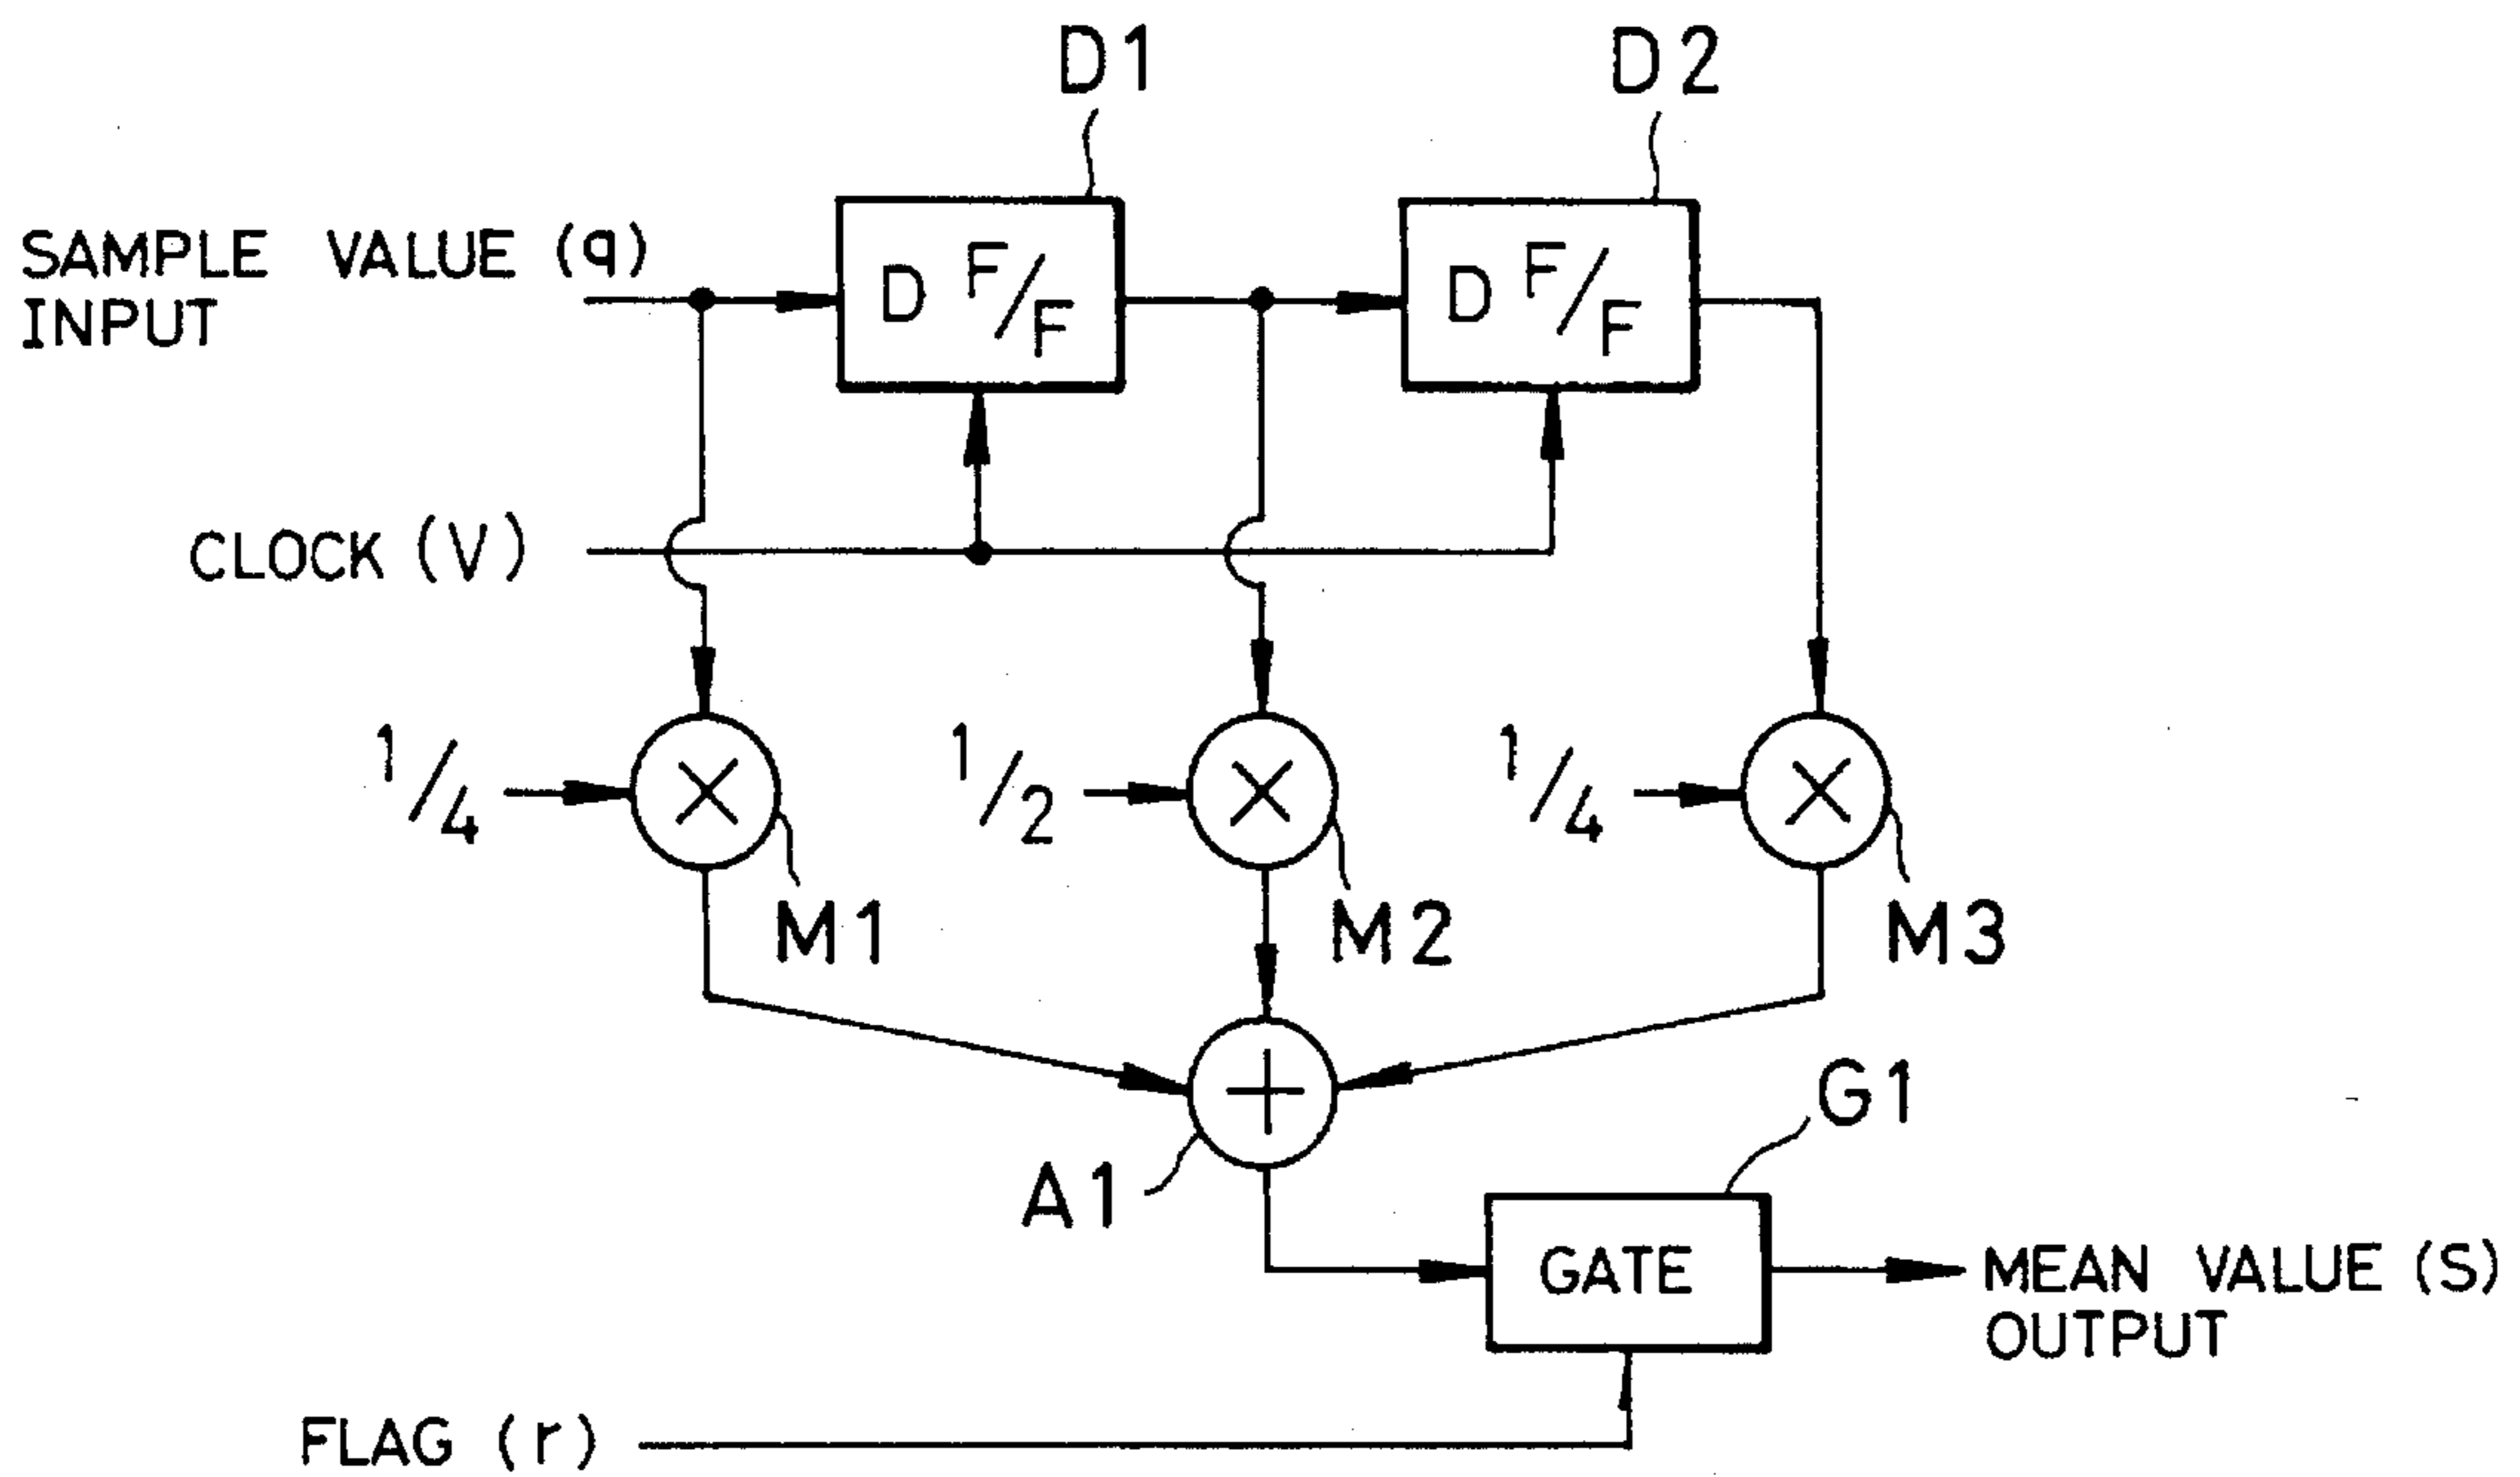 D1
D2
SAMPLE VALUE (q)
INPUT
D F/F
D F/F
CLOCK (V)
1/4
1/2
1/4
M1
M2
M3
A1
G1
GATE
MEAN VALUE (S)
OUTPUT
FLAG (r)